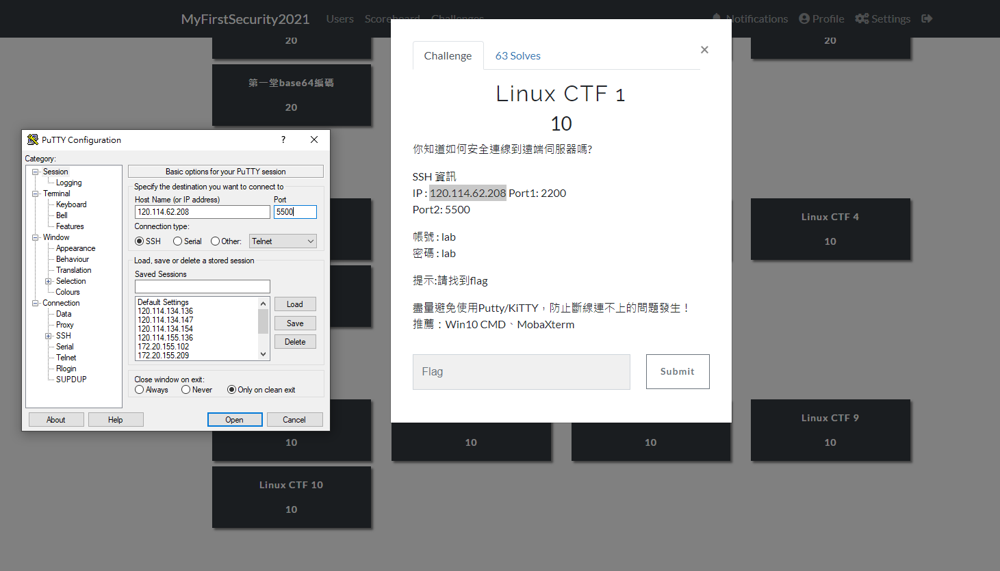 MyFirstSecurity2021 Users Scoreboard Challenges Notifications Profile Settings
20
20
第一堂base64編碼
20
Linux CTF 4
10
10
10
10
Linux CTF 9
10
Linux CTF 10
10
PuTTY Configuration
?
Category:
Session
Logging
Terminal
Keyboard
Bell
Features
Window
Appearance
Behaviour
Translation
Selection
Colours
Connection
Data
Proxy
SSH
Serial
Telnet
Rlogin
SUPDUP
Basic options for your PuTTY session
Specify the destination you want to connect to
Host Name (or IP address) Port
120.114.62.208 5500
Connection type:
SSH Serial Other: Telnet
Load, save or delete a stored session
Saved Sessions
Default Settings
120.114.134.136
120.114.134.147
120.114.134.154
120.114.155.136
172.20.155.102
172.20.155.209
Load
Save
Delete
Close window on exit:
Always Never Only on clean exit
About Help Open Cancel
Challenge 63 Solves ×
Linux CTF 1
10
你知道如何安全連線到遠端伺服器嗎?
SSH 資訊
IP : 120.114.62.208 Port1: 2200
Port2: 5500
帳號 : lab
密碼 : lab
提示:請找到flag
盡量避免使用Putty/KiTTY，防止斷線連不上的問題發生！
推薦：Win10 CMD、MobaXterm
Flag Submit